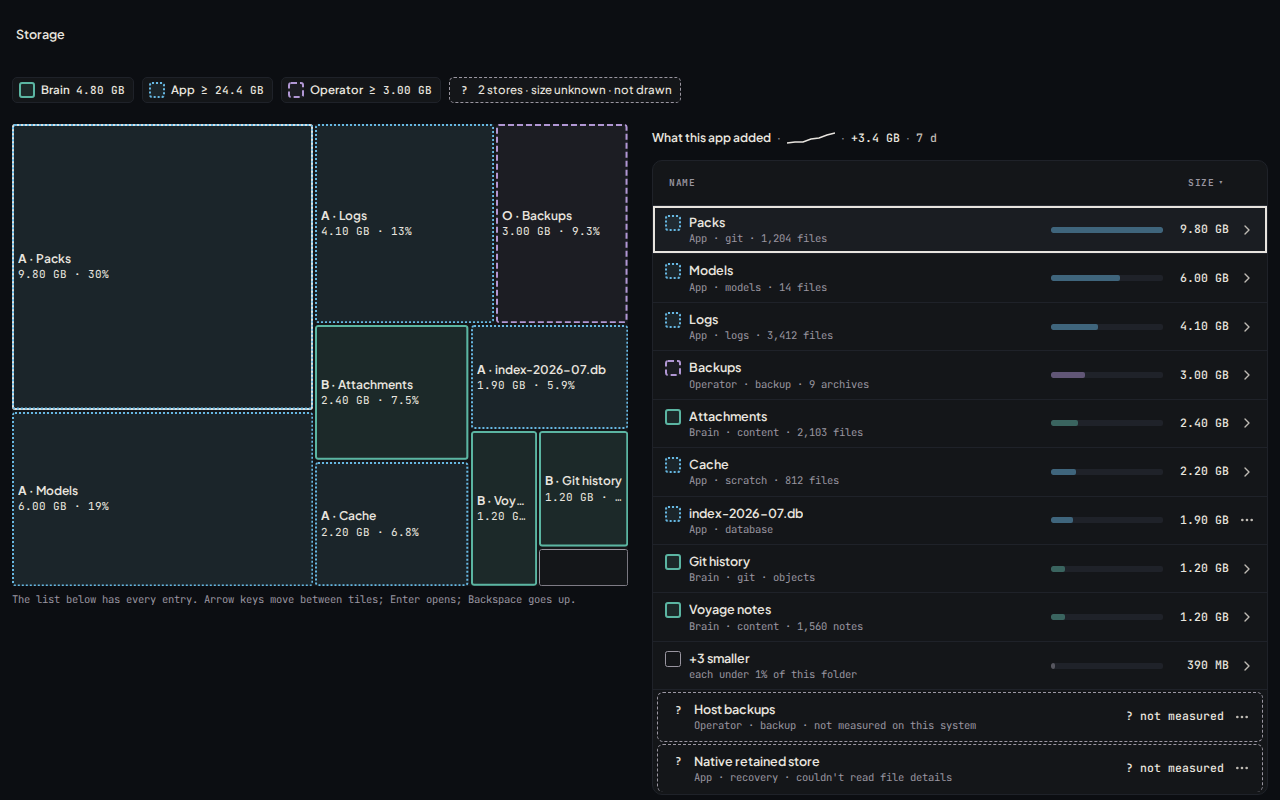 Storage
Brain 4.80 GB
App ≥ 24.4 GB
Operator ≥ 3.00 GB
? 2 stores · size unknown · not drawn
A · Packs
9.80 GB · 30%
A · Logs
4.10 GB · 13%
O · Backups
3.00 GB · 9.3%
B · Attachments
2.40 GB · 7.5%
A · index-2026-07.db
1.90 GB · 5.9%
A · Models
6.00 GB · 19%
A · Cache
2.20 GB · 6.8%
B · Voy…
1.20 G…
B · Git history
1.20 GB · …
The list below has every entry. Arrow keys move between tiles; Enter opens; Backspace goes up.
What this app added · · +3.4 GB · 7 d
NAME SIZE ▾
Packs
App · git · 1,204 files
9.80 GB
Models
App · models · 14 files
6.00 GB
Logs
App · logs · 3,412 files
4.10 GB
Backups
Operator · backup · 9 archives
3.00 GB
Attachments
Brain · content · 2,103 files
2.40 GB
Cache
App · scratch · 812 files
2.20 GB
index-2026-07.db
App · database
1.90 GB ···
Git history
Brain · git · objects
1.20 GB
Voyage notes
Brain · content · 1,560 notes
1.20 GB
+3 smaller
each under 1% of this folder
390 MB
? Host backups
Operator · backup · not measured on this system
? not measured ···
? Native retained store
App · recovery · couldn't read file details
? not measured ···